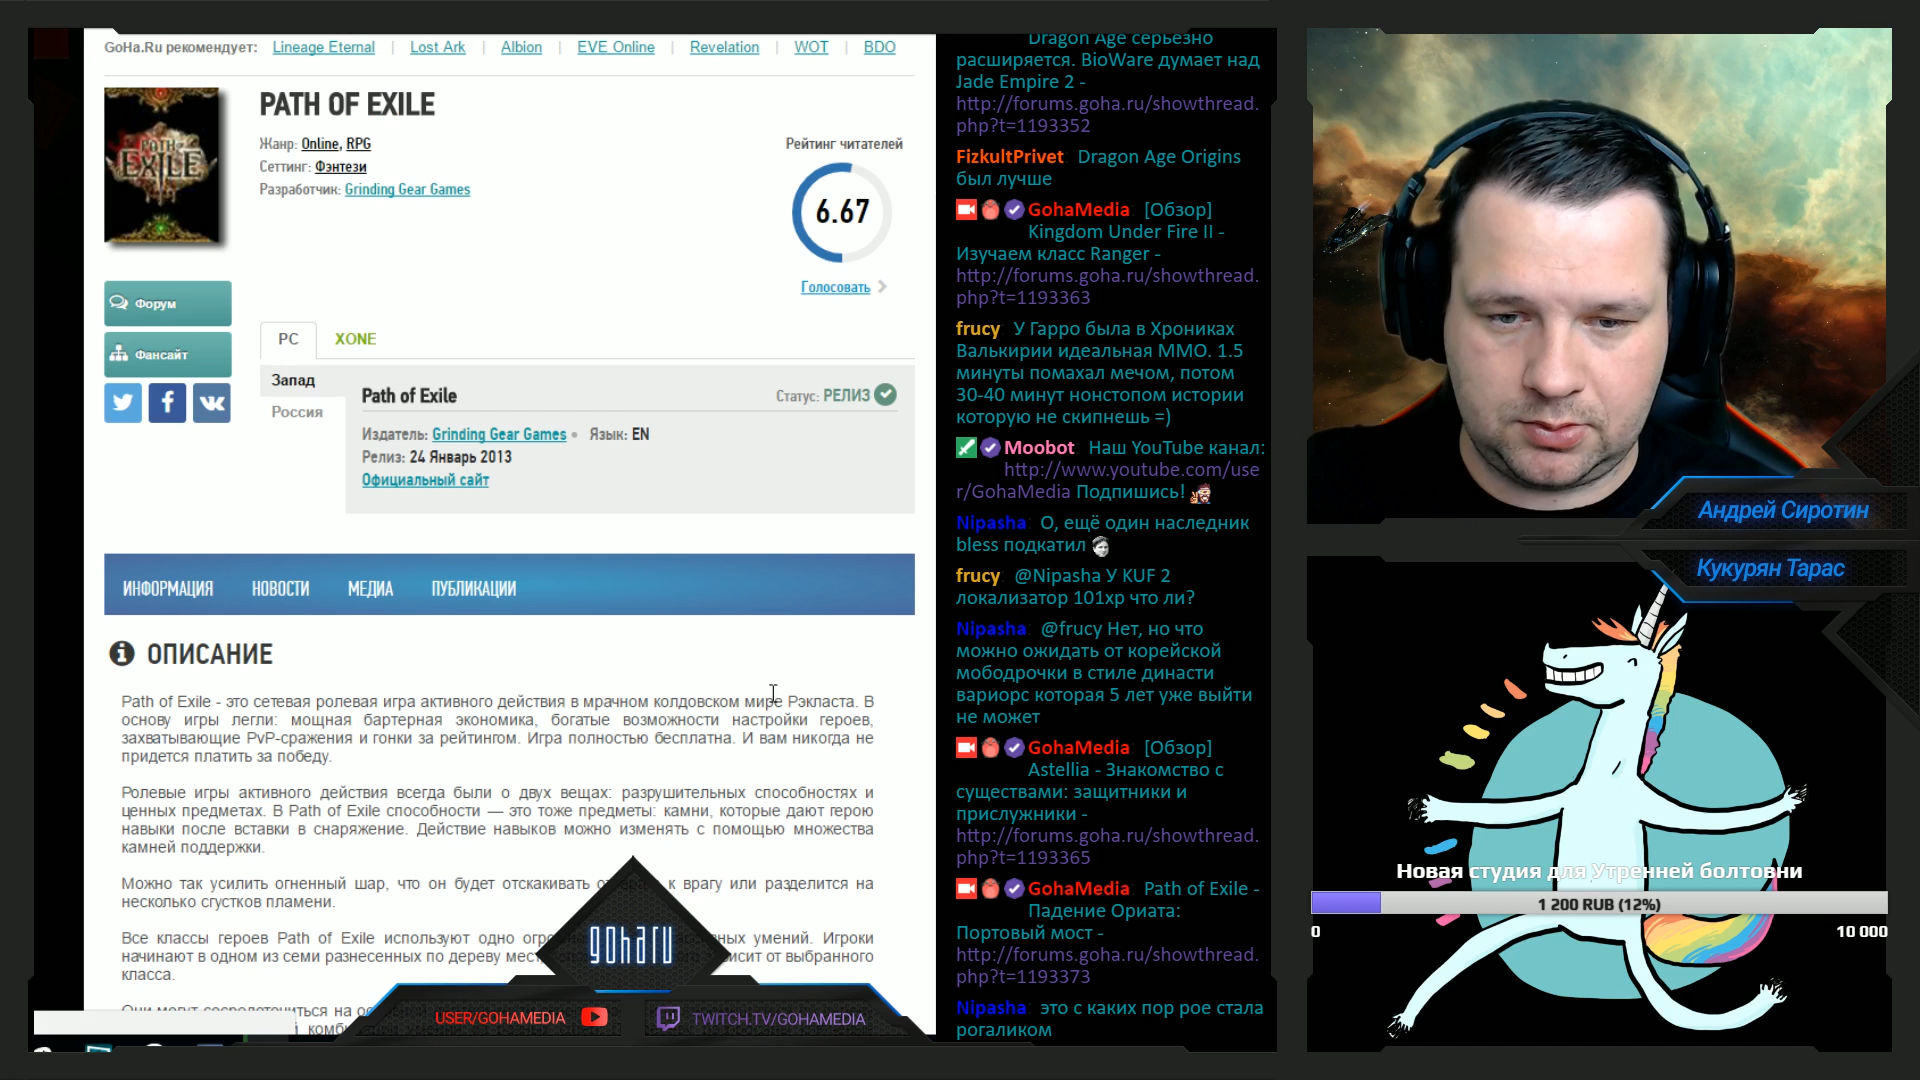 GoHa.Ru рекомендует: Lineage Eternal | Lost Ark | Albion | EVE Online | Revelation | WOT | BDO
PATH OF EXILE
Жанр: Online, RPG
Сеттинг: Фэнтези
Разработчик: Grinding Gear Games
Рейтинг читателей
6.67
Голосовать
PATH OF
EXILE
Форум
Фансайт
PC XONE
Запад
Россия
Path of Exile
Статус: РЕЛИЗ
Издатель: Grinding Gear Games • Язык: EN
Релиз: 24 Январь 2013
Официальный сайт
ИНФОРМАЦИЯ НОВОСТИ МЕДИА ПУБЛИКАЦИИ
ОПИСАНИЕ
Path of Exile - это сетевая ролевая игра активного действия в мрачном колдовском мире Рэкласта. В
основу игры легли: мощная бартерная экономика, богатые возможности настройки героев,
захватывающие PvP-сражения и гонки за рейтингом. Игра полностью бесплатна. И вам никогда не
придется платить за победу.
Ролевые игры активного действия всегда были о двух вещах: разрушительных способностях и
ценных предметах. В Path of Exile способности — это тоже предметы: камни, которые дают герою
навыки после вставки в снаряжение. Действие навыков можно изменять с помощью множества
камней поддержки.
Можно так усилить огненный шар, что он будет отскакивать к врагу или разделится на
несколько сгустков пламени.
Все классы героев Path of Exile используют одно умений. Игроки
начинают в одном из семи разнесенных по дереву от выбранного
класса.
goharu
USER/GOHAMEDIA
TWITCH.TV/GOHAMEDIA
Dragon Age серьезно
расширяется. BioWare думает над
Jade Empire 2 -
http://forums.goha.ru/showthread.
php?t=1193352
FizkultPrivet Dragon Age Origins
был лучше
GohaMedia [Обзор]
Kingdom Under Fire II -
Изучаем класс Ranger -
http://forums.goha.ru/showthread.
php?t=1193363
frucy У Гарро была в Хрониках
Валькирии идеальная ММО. 1.5
минуты помахал мечом, потом
30-40 минут нонстопом истории
которую не скипнешь =)
Moobot Наш YouTube канал:
http://www.youtube.com/use
r/GohaMedia Подпишись!
Nipasha: О, ещё один наследник
bless подкатил
frucy @Nipasha У KUF 2
локализатор 101хр что ли?
Nipasha: @frucy Нет, но что
можно ожидать от корейской
мободрочки в стиле династи
вариорс которая 5 лет уже выйти
не может
GohaMedia [Обзор]
Astellia - Знакомство с
существами: защитники и
прислужники -
http://forums.goha.ru/showthread.
php?t=1193365
GohaMedia Path of Exile -
Падение Ориата:
Портовый мост -
http://forums.goha.ru/showthread.
php?t=1193373
Nipasha: это с каких пор рое стала
рогаликом
Андрей Сиротин
Кукурян Тарас
Новая студия для Утренней болтовни
1 200 RUB (12%)
0 10 000